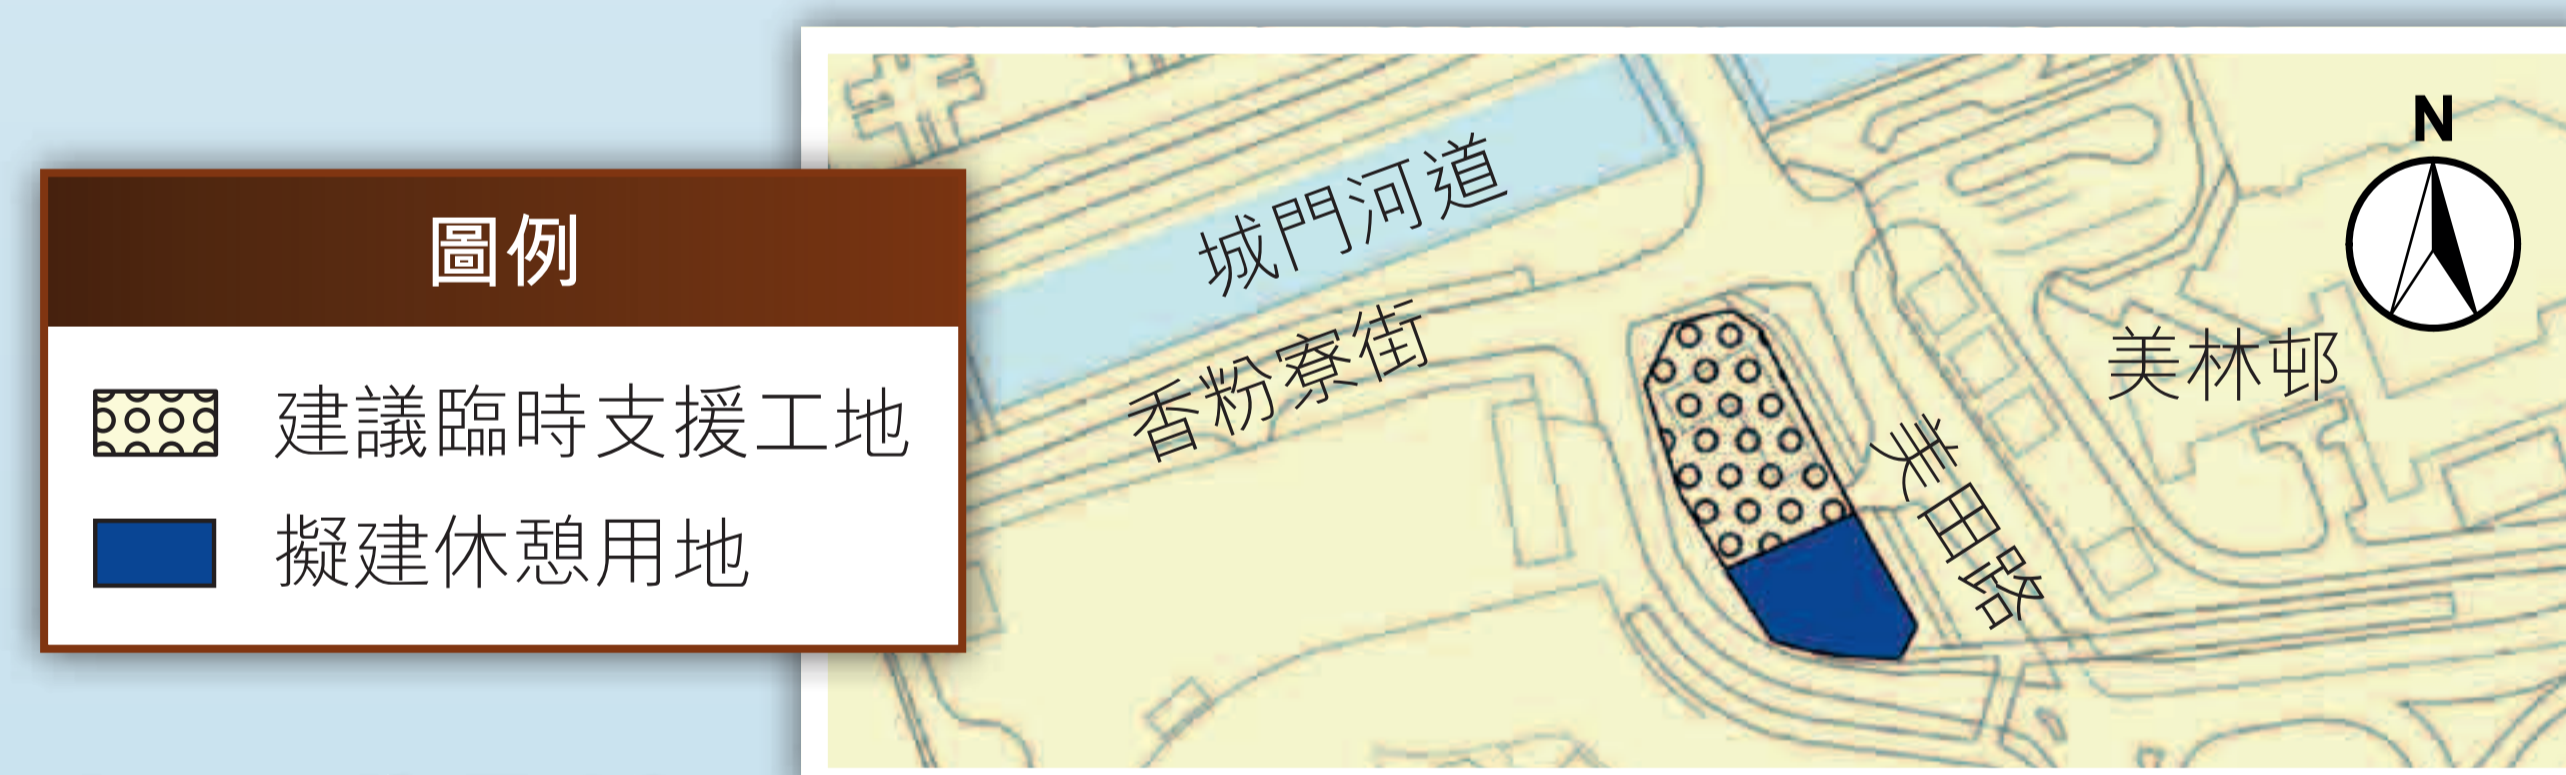 圖例
建議臨時支援工地
擬建休憩用地
N
城門河道
香粉寮街
美林邨
美田路